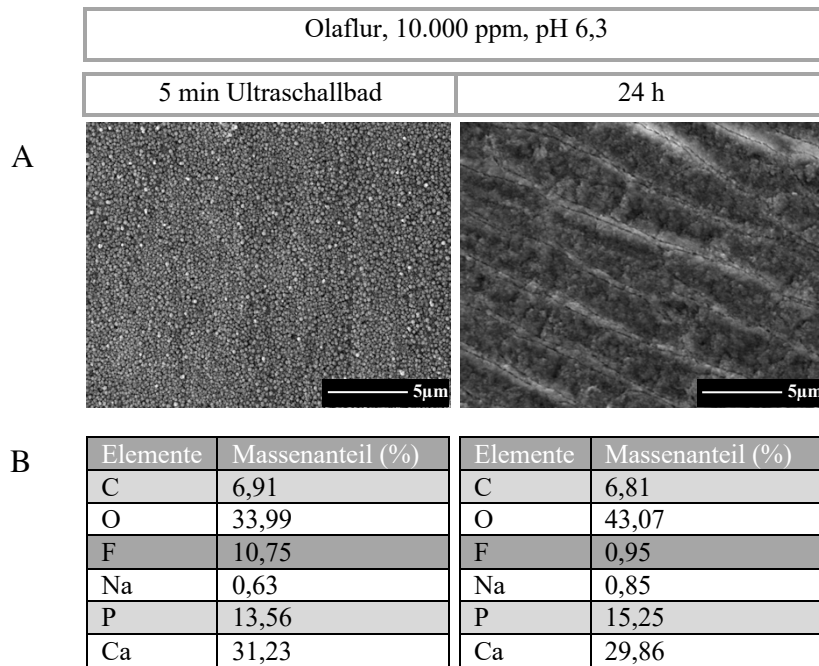 Olaflur, 10.000 ppm, pH 6,3
5 min Ultraschallbad 24 h
A
5µm 5µm
B
Elemente Massenanteil (%) Elemente Massenanteil (%)
C 6,91 C 6,81
O 33,99 O 43,07
F 10,75 F 0,95
Na 0,63 Na 0,85
P 13,56 P 15,25
Ca 31,23 Ca 29,86